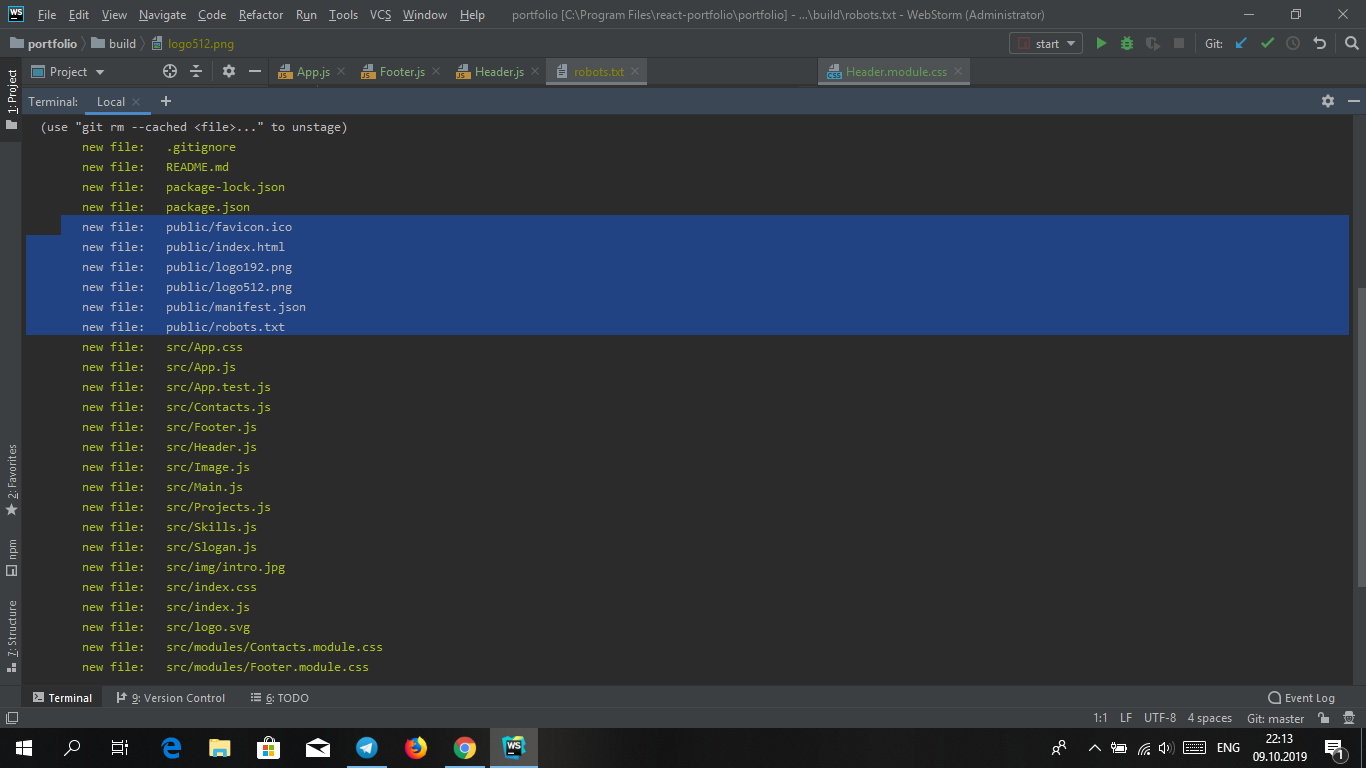 WS File Edit View Navigate Code Refactor Run Tools VCS Window Help portfolio [C:\Program Files\react-portfolio\portfolio] - ...\build\robots.txt - WebStorm (Administrator)
portfolio build logo512.png start Git:
Project App.js Footer.js Header.js robots.txt Header.module.css
1: Project
Terminal: Local +
(use "git rm --cached <file>..." to unstage)
new file: .gitignore
new file: README.md
new file: package-lock.json
new file: package.json
new file: public/favicon.ico
new file: public/index.html
new file: public/logo192.png
new file: public/logo512.png
new file: public/manifest.json
new file: public/robots.txt
new file: src/App.css
new file: src/App.js
new file: src/App.test.js
new file: src/Contacts.js
new file: src/Footer.js
new file: src/Header.js
new file: src/Image.js
new file: src/Main.js
new file: src/Projects.js
new file: src/Skills.js
new file: src/Slogan.js
new file: src/img/intro.jpg
new file: src/index.css
new file: src/index.js
new file: src/logo.svg
new file: src/modules/Contacts.module.css
new file: src/modules/Footer.module.css
2: Favorites
npm
7: Structure
Terminal 9: Version Control 6: TODO Event Log
1:1 LF UTF-8 4 spaces Git: master
WS ENG 22:13
09.10.2019 1